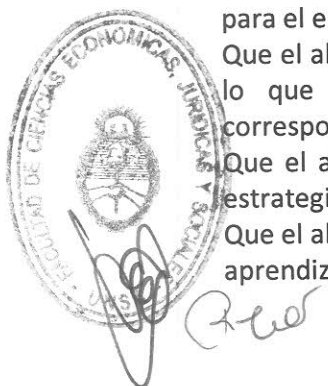 FACULTAD DE CIENCIAS ECONOMICAS, JURIDICAS Y SOCIALES
para el e
Que el al
lo que
correspo
Que el a
estrategi
Que el al
aprendiz